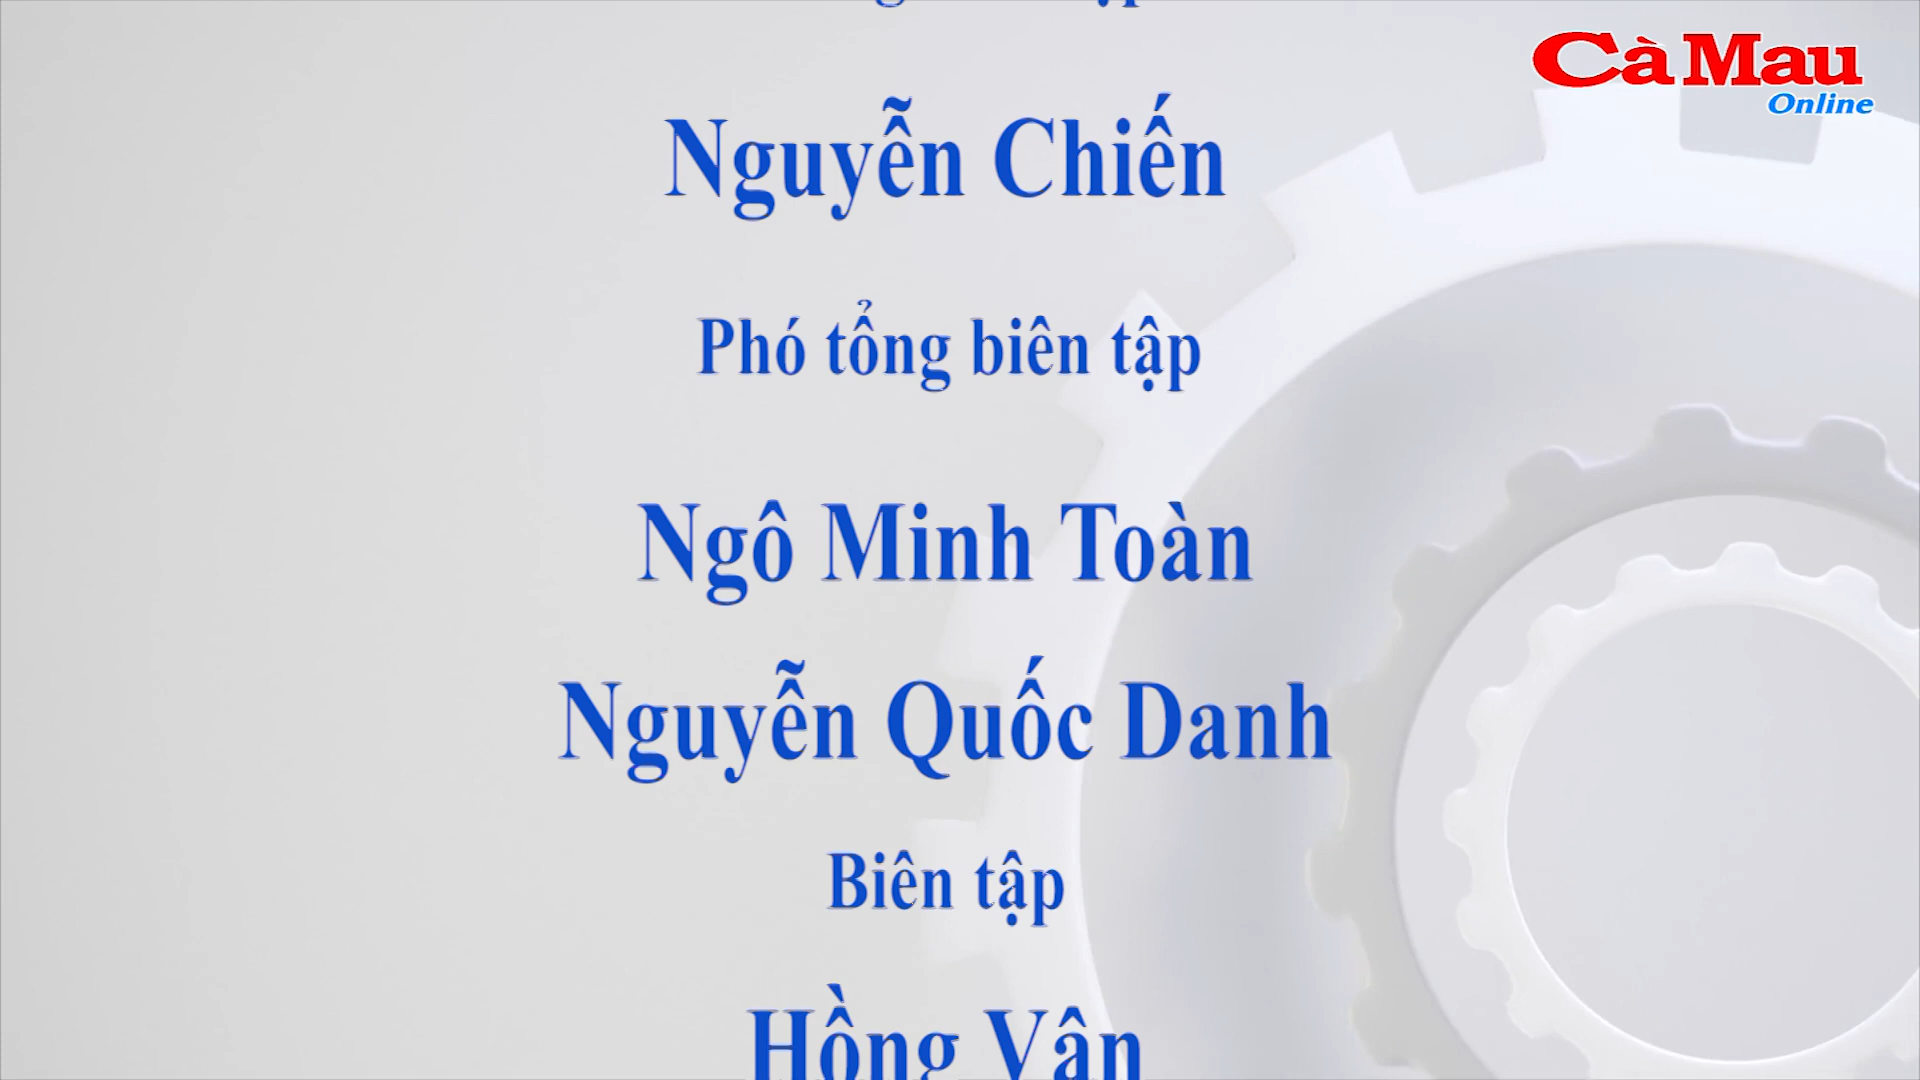 Cà Mau
Online
Nguyễn Chiến
Phó tổng biên tập
Ngô Minh Toàn
Nguyễn Quốc Danh
Biên tập
Hồng Vân